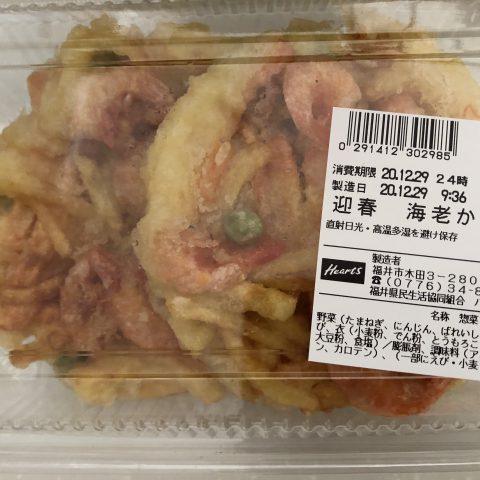 0 291412 302985
消費期限 20.12.29 24時
製造日 20.12.29 9:36
迎春 海老か
直射日光・高温多湿を避け保存
Hearts
製造者
福井市木田3-280
☎(0776)34-8
福井県民生活協同組合 ハ
名称 惣菜
野菜(たまねぎ、にんじん、ばれいし
び、衣(小麦粉、でん粉、とうもろこ
大豆粉、食塩)/膨脹剤、調味料(ア
ン、カロテン)、(一部にえび・小麦